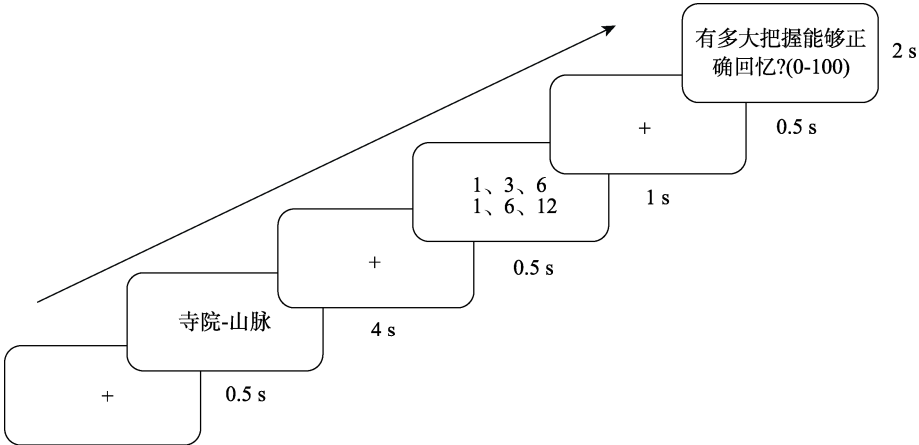 有多大把握能够正
确回忆?(0-100)
2 s
+
0.5 s
1、3、6
1、6、12
1 s
+
0.5 s
寺院-山脉
4 s
+
0.5 s